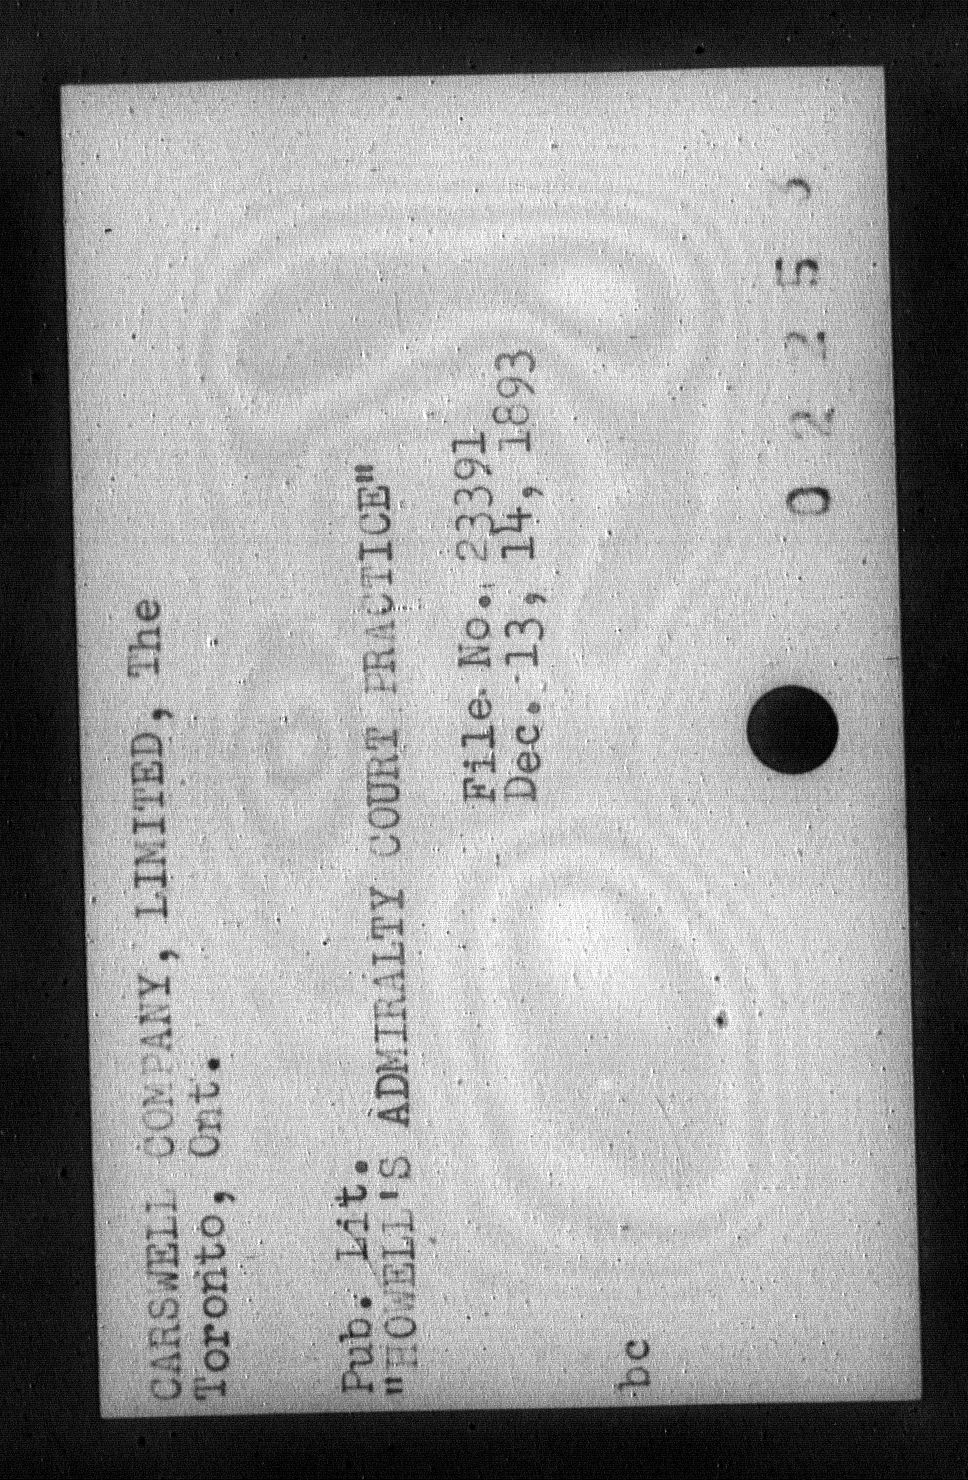 CARSWELL COMPANY, LIMITED, The
Toronto, Ont.
Pub. Lit.
"HOWELL'S ADMIRALTY COURT PRACTICE"
File No. 23391
Dec. 13, 14, 1893
bc
0 2 2 5